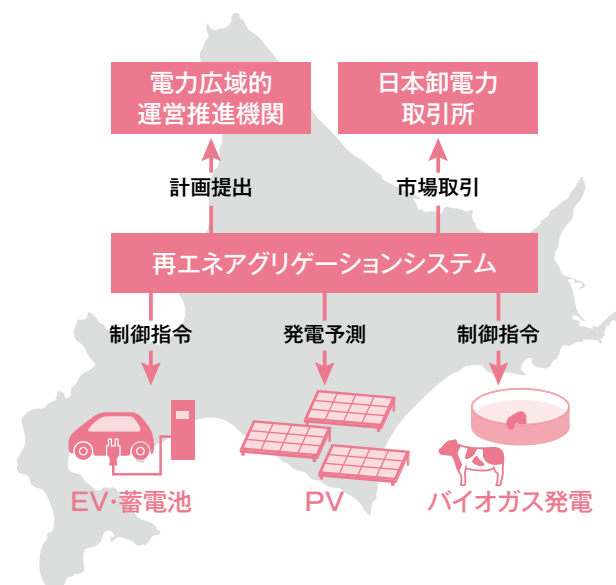 電力広域的
運営推進機関
日本卸電力
取引所
計画提出
市場取引
再エネアグリゲーションシステム
制御指令
発電予測
制御指令
EV・蓄電池
PV
バイオガス発電